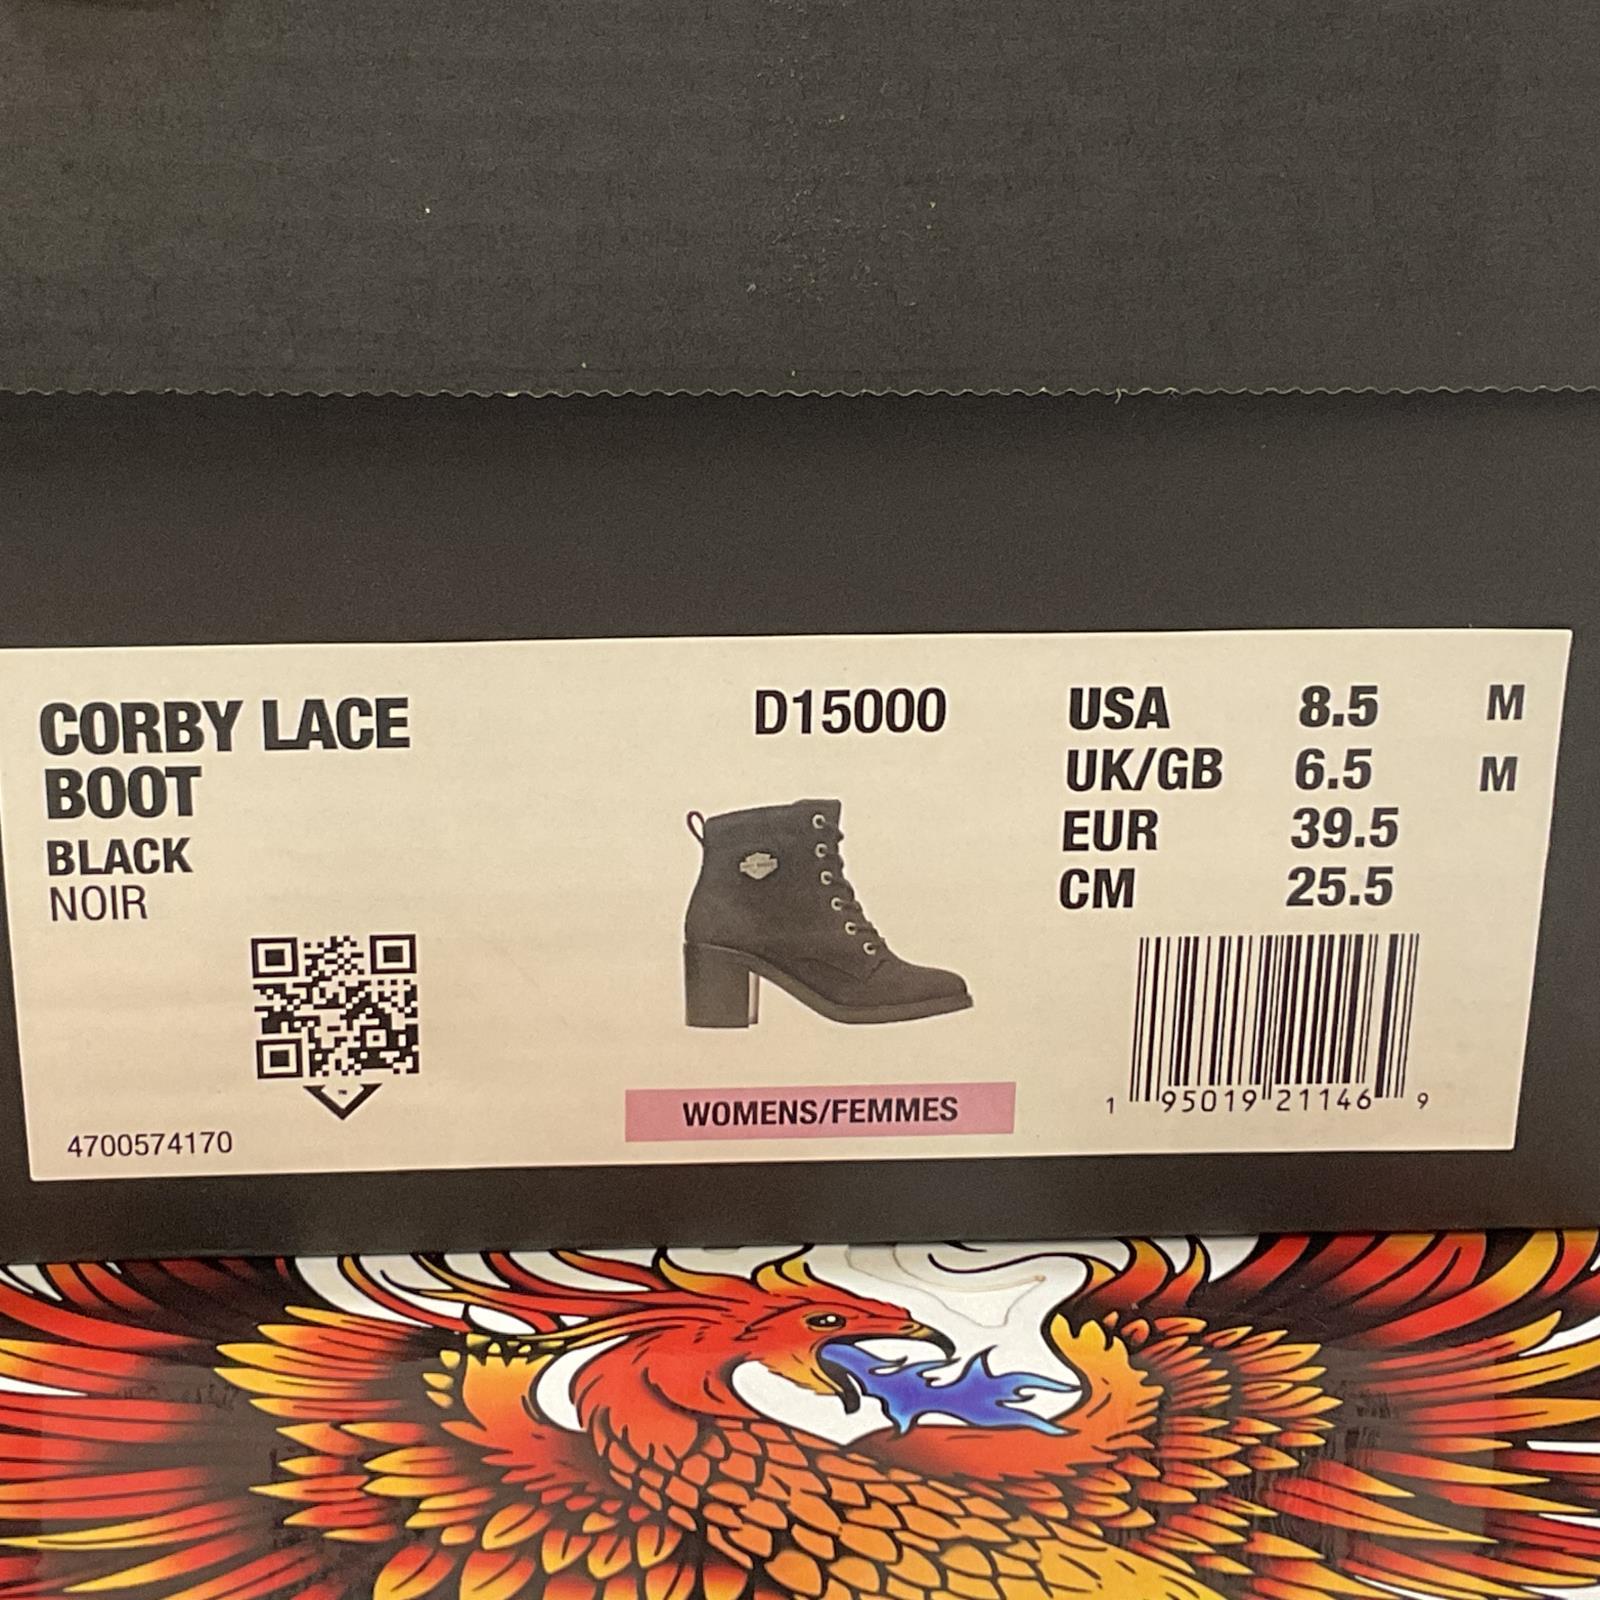 CORBY LACE
BOOT
BLACK
NOIR
4700574170
D15000
WOMENS/FEMMES
USA 8.5 M
UK/GB 6.5 M
EUR 39.5
CM 25.5
1 95019 21146 9